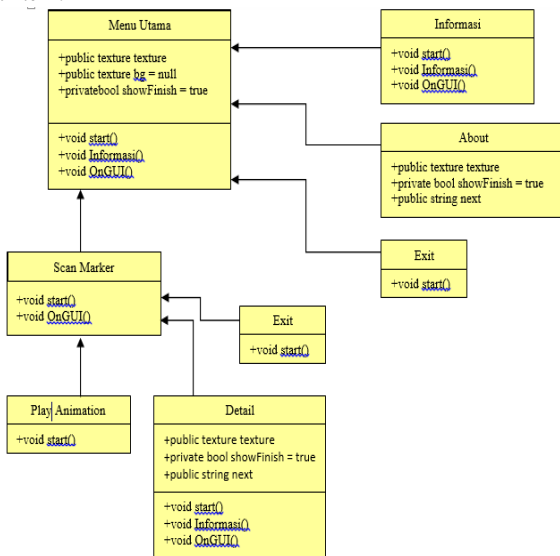 Menu Utama
+public texture texture
+public texture bg = null
+privatebool showFinish = true
+void start()
+void Informasi()
+void OnGUI()
Informasi
+void start()
+void Informasi()
+void OnGUI()
About
+public texture texture
+private bool showFinish = true
+public string next
Exit
+void start()
Scan Marker
+void start()
+void OnGUI()
Exit
+void start()
Play Animation
+void start()
Detail
+public texture texture
+private bool showFinish = true
+public string next
+void start()
+void Informasi()
+void OnGUI()